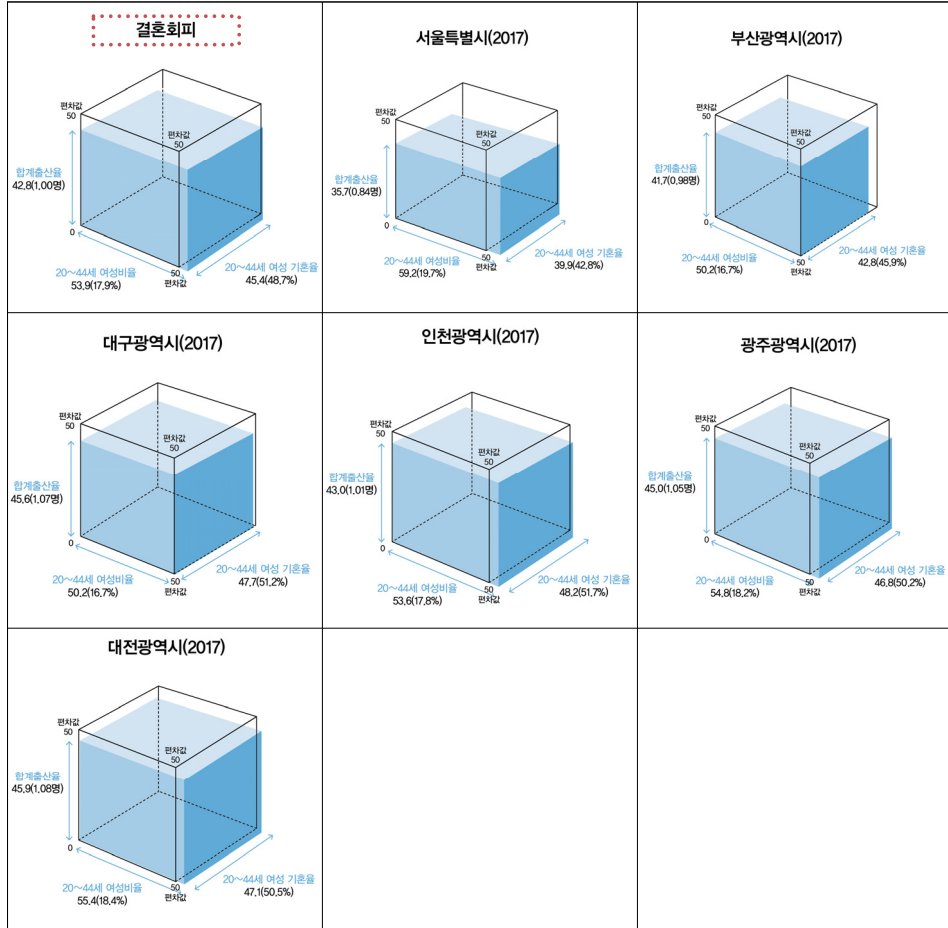 결혼회피
편차값
50
편차값
50
합계출산율
42.8(1.00명)
0
20~44세 여성비율
53.9(17.9%)
50
편차값
20~44세 여성 기혼율
45.4(48.7%)
서울특별시(2017)
편차값
50
편차값
50
합계출산율
35.7(0.84명)
0
20~44세 여성비율
59.2(19.7%)
50
편차값
20~44세 여성 기혼율
39.9(42.8%)
부산광역시(2017)
편차값
50
편차값
50
합계출산율
41.7(0.98명)
0
20~44세 여성비율
50.2(16.7%)
50
편차값
20~44세 여성 기혼율
42.8(45.9%)
대구광역시(2017)
편차값
50
편차값
50
합계출산율
45.6(1.07명)
0
20~44세 여성비율
50.2(16.7%)
50
편차값
20~44세 여성 기혼율
47.7(51.2%)
인천광역시(2017)
편차값
50
편차값
50
합계출산율
43.0(1.01명)
0
20~44세 여성비율
53.6(17.8%)
50
편차값
20~44세 여성 기혼율
48.2(51.7%)
광주광역시(2017)
편차값
50
편차값
50
합계출산율
45.0(1.05명)
0
20~44세 여성비율
54.8(18.2%)
50
편차값
20~44세 여성 기혼율
46.8(50.2%)
대전광역시(2017)
편차값
50
편차값
50
합계출산율
45.9(1.08명)
0
20~44세 여성비율
55.4(18.4%)
50
편차값
20~44세 여성 기혼율
47.1(50.5%)